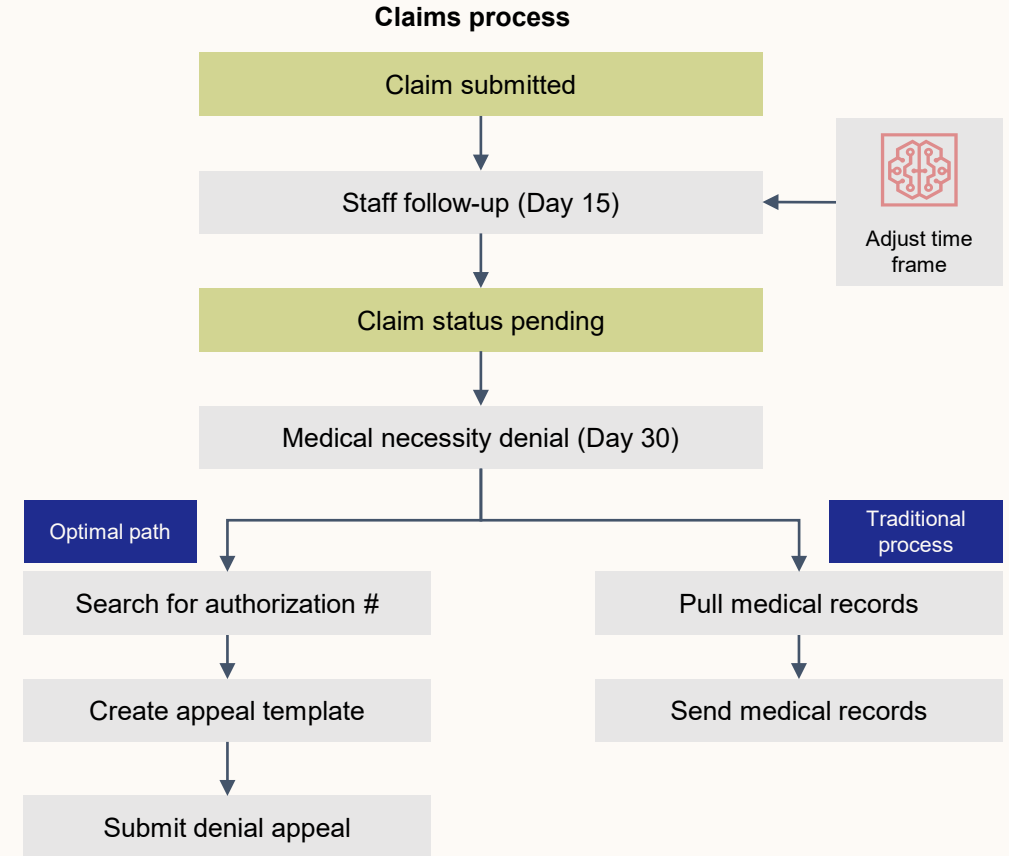 Claims process
Claim submitted
Staff follow-up (Day 15)
Adjust time
frame
Claim status pending
Medical necessity denial (Day 30)
Optimal path
Traditional
process
Search for authorization #
Pull medical records
Create appeal template
Send medical records
Submit denial appeal